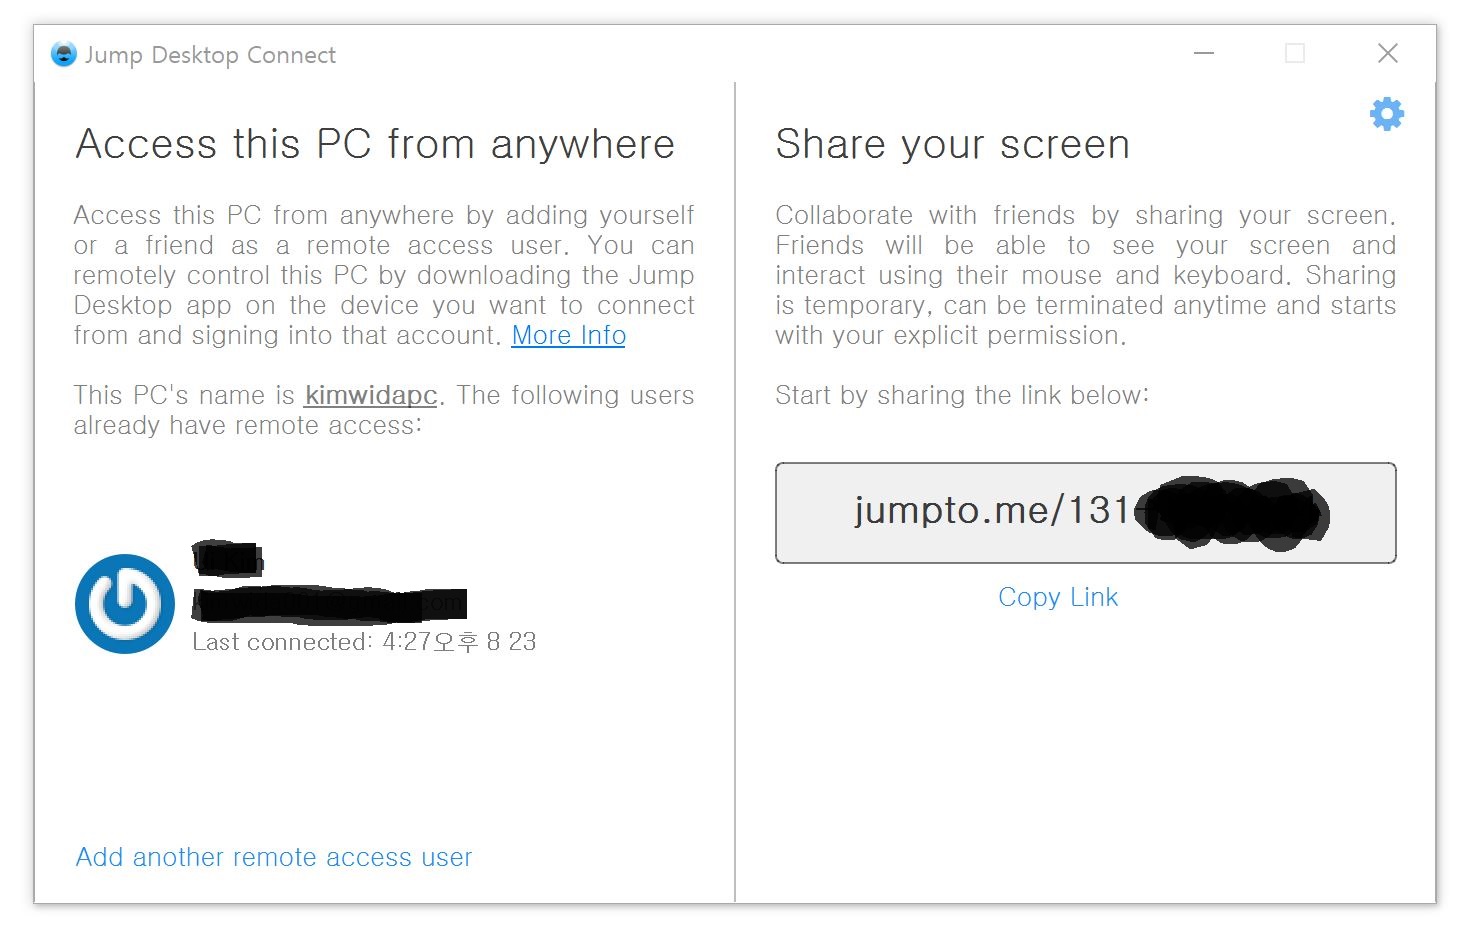 Jump Desktop Connect
Access this PC from anywhere
Access this PC from anywhere by adding yourself
or a friend as a remote access user. You can
remotely control this PC by downloading the Jump
Desktop app on the device you want to connect
from and signing into that account. More Info
This PC's name is kimwidapc. The following users
already have remote access:
Last connected: 4:27오후 8 23
Add another remote access user
Share your screen
Collaborate with friends by sharing your screen.
Friends will be able to see your screen and
interact using their mouse and keyboard. Sharing
is temporary, can be terminated anytime and starts
with your explicit permission.
Start by sharing the link below:
jumpto.me/131
Copy Link